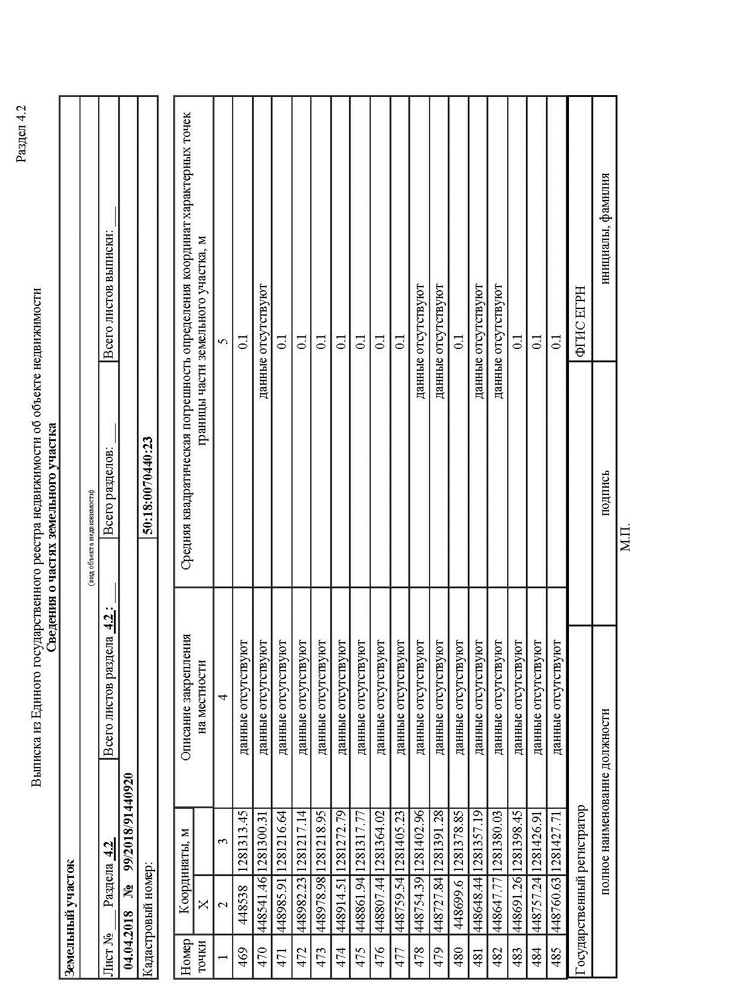 Раздел 4.2
Выписка из Единого государственного реестра недвижимости об объекте недвижимости
Сведения о частях земельного участка
Земельный участок
(вид объекта недвижимости)
Лист № ___ Раздела 4.2 Всего листов раздела 4.2 : ___ Всего разделов: ___ Всего листов выписки: ___
04.04.2018 № 99/2018/91440920
Кадастровый номер: 50:18:0070440:23
Номер точки Координаты, м Описание закрепления на местности Средняя квадратическая погрешность определения координат характерных точек границы части земельного участка, м
X
1 2 3 4 5
469 448538 1281313.45 данные отсутствуют 0.1
470 448541.46 1281300.31 данные отсутствуют данные отсутствуют
471 448985.91 1281216.64 данные отсутствуют 0.1
472 448982.23 1281217.14 данные отсутствуют 0.1
473 448978.98 1281218.95 данные отсутствуют 0.1
474 448914.51 1281272.79 данные отсутствуют 0.1
475 448861.94 1281317.77 данные отсутствуют 0.1
476 448807.44 1281364.02 данные отсутствуют 0.1
477 448759.54 1281405.23 данные отсутствуют 0.1
478 448754.39 1281402.96 данные отсутствуют данные отсутствуют
479 448727.84 1281391.28 данные отсутствуют данные отсутствуют
480 448699.6 1281378.85 данные отсутствуют 0.1
481 448648.44 1281357.19 данные отсутствуют данные отсутствуют
482 448647.77 1281380.03 данные отсутствуют данные отсутствуют
483 448691.26 1281398.45 данные отсутствуют 0.1
484 448757.24 1281426.91 данные отсутствуют 0.1
485 448760.63 1281427.71 данные отсутствуют 0.1
Государственный регистратор ФГИС ЕГРН
полное наименование должности подпись инициалы, фамилия
М.П.